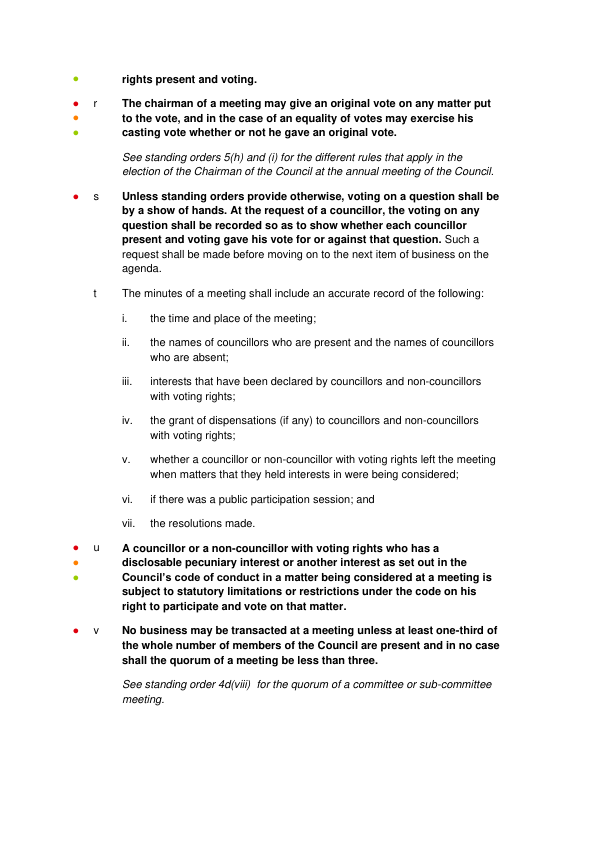 ● rights present and voting.
● r The chairman of a meeting may give an original vote on any matter put
● to the vote, and in the case of an equality of votes may exercise his
● casting vote whether or not he gave an original vote.
See standing orders 5(h) and (i) for the different rules that apply in the
election of the Chairman of the Council at the annual meeting of the Council.
● s Unless standing orders provide otherwise, voting on a question shall be
by a show of hands. At the request of a councillor, the voting on any
question shall be recorded so as to show whether each councillor
present and voting gave his vote for or against that question. Such a
request shall be made before moving on to the next item of business on the
agenda.
t The minutes of a meeting shall include an accurate record of the following:
i. the time and place of the meeting;
ii. the names of councillors who are present and the names of councillors
who are absent;
iii. interests that have been declared by councillors and non-councillors
with voting rights;
iv. the grant of dispensations (if any) to councillors and non-councillors
with voting rights;
v. whether a councillor or non-councillor with voting rights left the meeting
when matters that they held interests in were being considered;
vi. if there was a public participation session; and
vii. the resolutions made.
● u A councillor or a non-councillor with voting rights who has a
● disclosable pecuniary interest or another interest as set out in the
● Council's code of conduct in a matter being considered at a meeting is
subject to statutory limitations or restrictions under the code on his
right to participate and vote on that matter.
● v No business may be transacted at a meeting unless at least one-third of
the whole number of members of the Council are present and in no case
shall the quorum of a meeting be less than three.
See standing order 4d(viii) for the quorum of a committee or sub-committee
meeting.